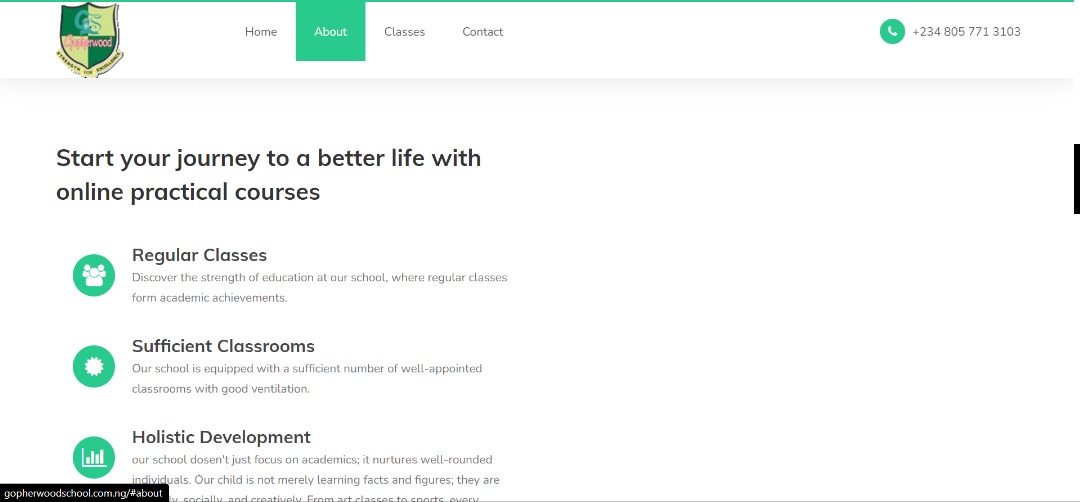 GS
Gopherwood
STRENGTH FOR EXCELLENCE
Home
About
Classes
Contact
+234 805 771 3103
Start your journey to a better life with
online practical courses
Regular Classes
Discover the strength of education at our school, where regular classes
form academic achievements.
Sufficient Classrooms
Our school is equipped with a sufficient number of well-appointed
classrooms with good ventilation.
Holistic Development
our school dosen't just focus on academics; it nurtures well-rounded
individuals. Our child is not merely learning facts and figures; they are
socially, and creatively. From art classes to sports, every
gopherwoodschool.com.ng/#about